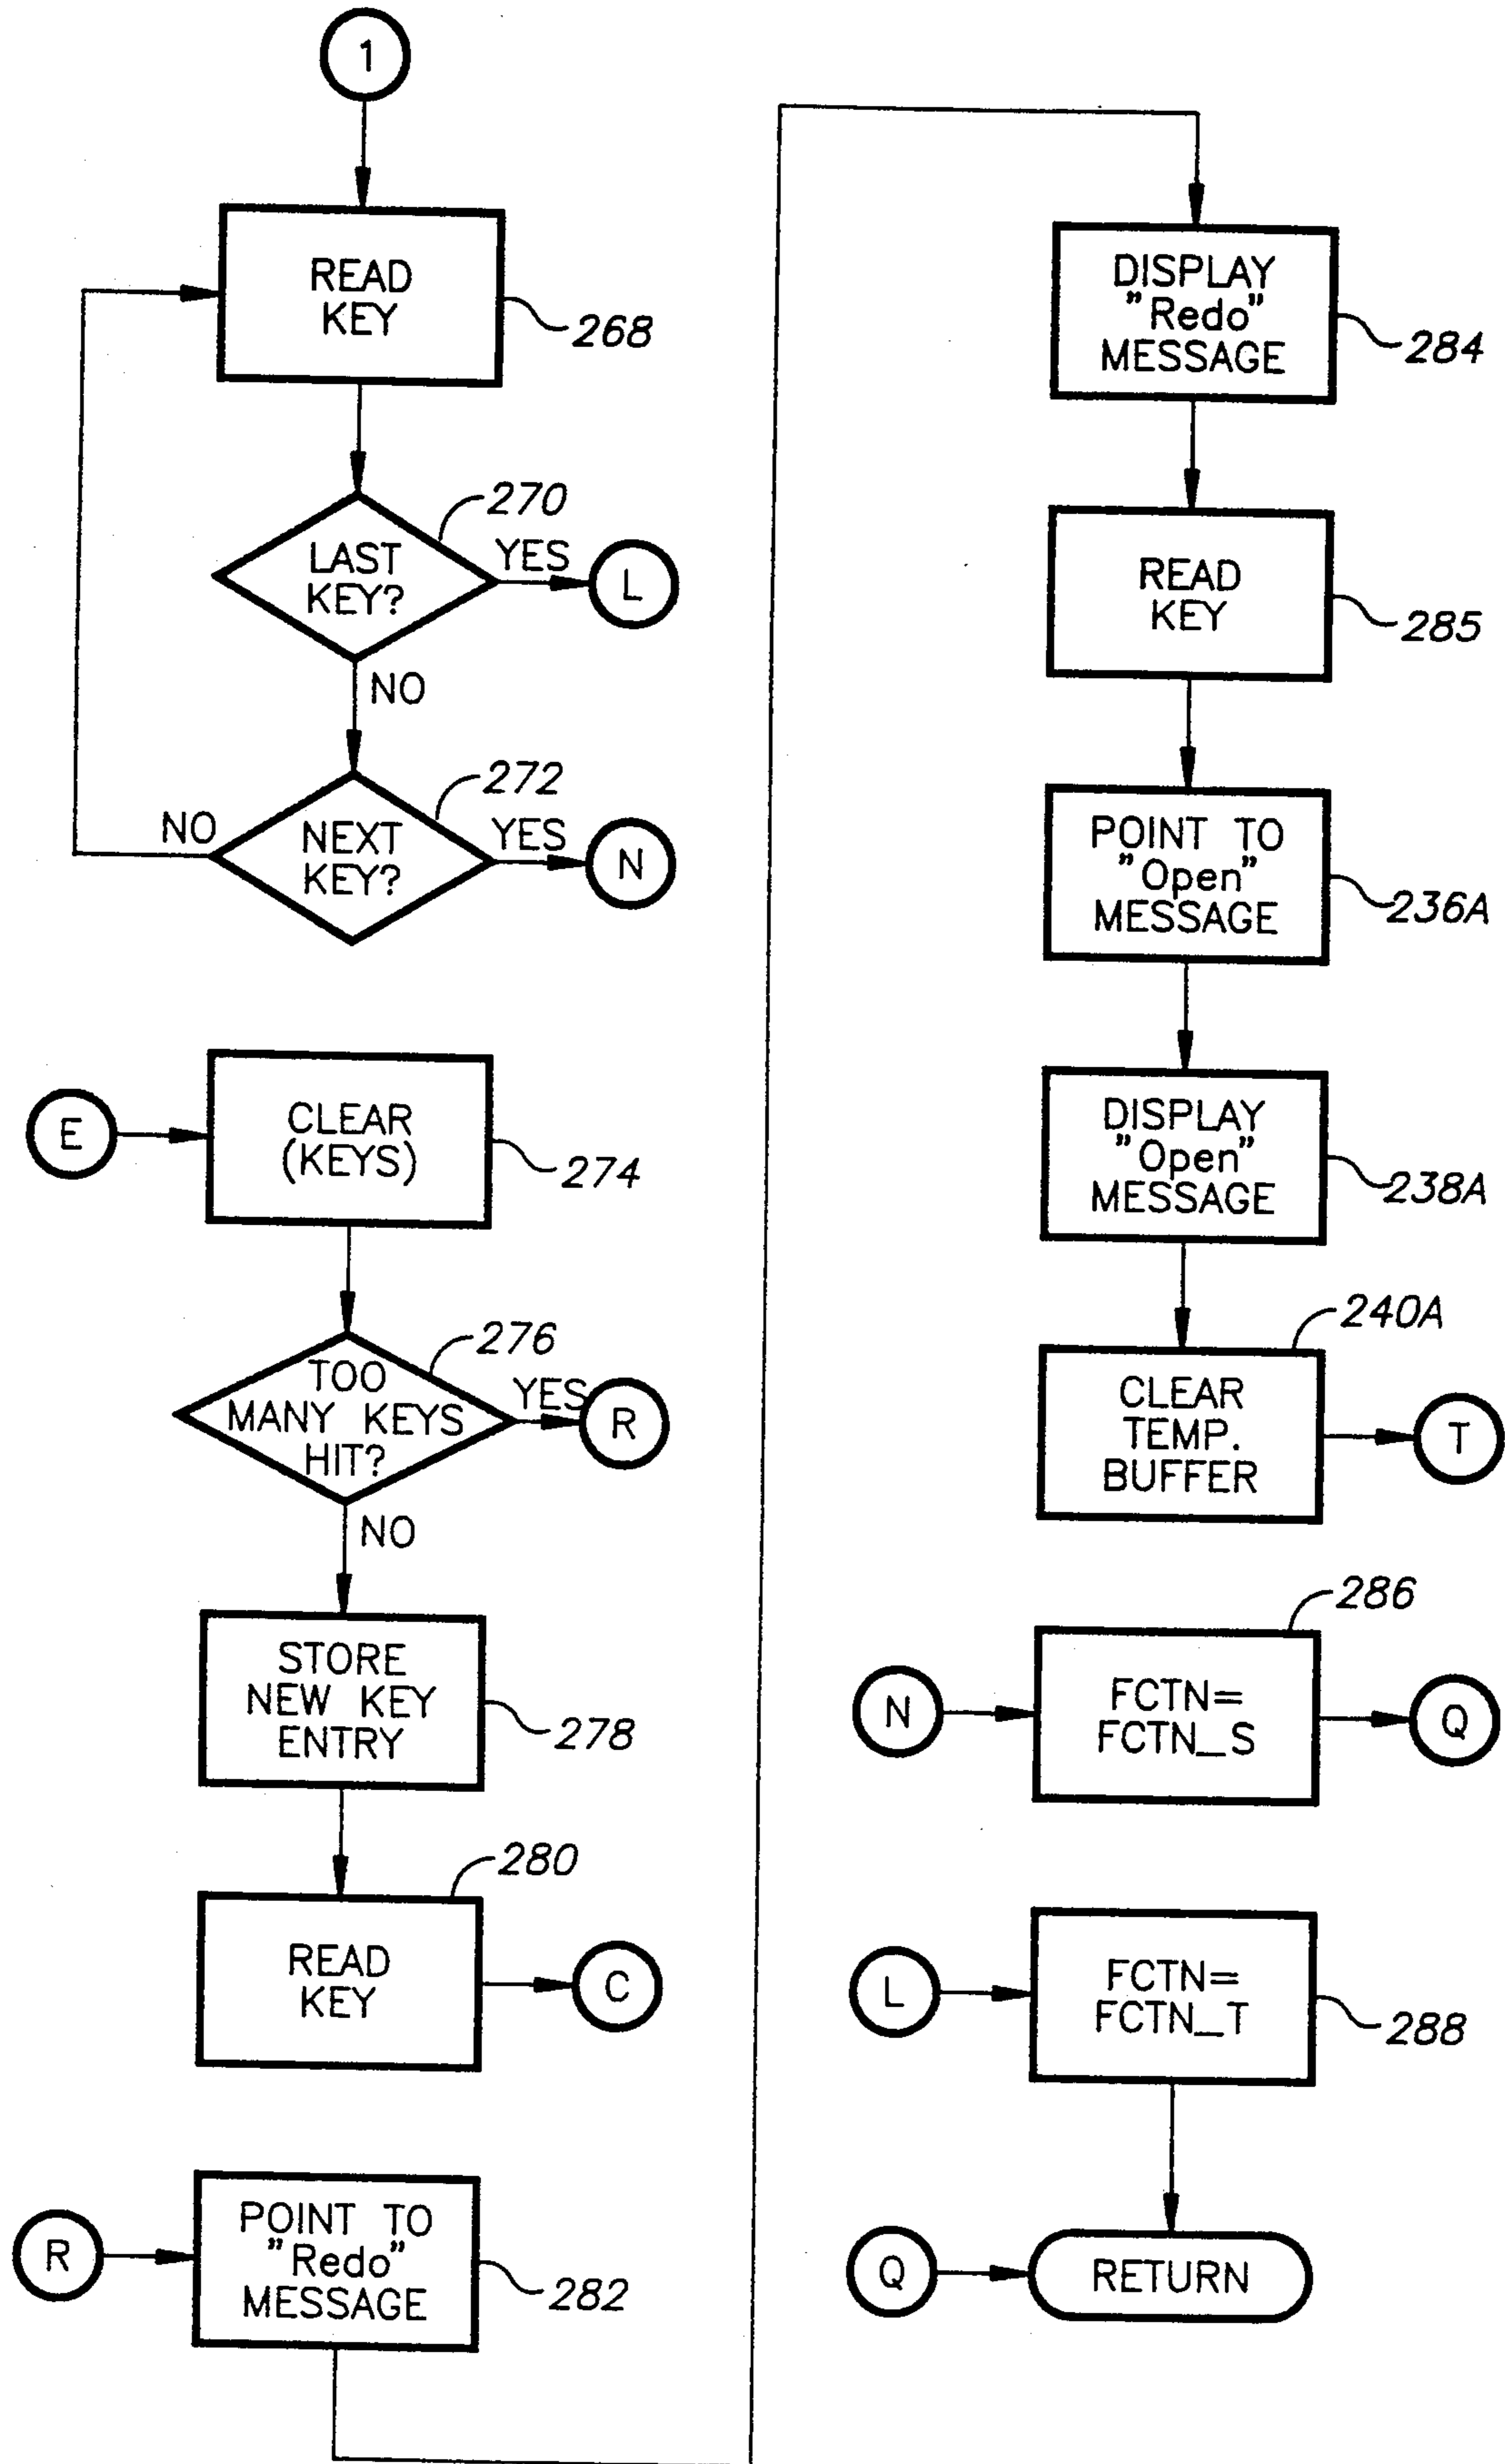 1
READ
KEY
268
270
LAST
KEY?
YES
L
NO
272
NEXT
KEY?
NO
YES
N
E
CLEAR
(KEYS)
274
276
TOO
MANY KEYS
HIT?
YES
R
NO
STORE
NEW KEY
ENTRY
278
280
READ
KEY
C
R
POINT TO
"Redo"
MESSAGE
282
DISPLAY
"Redo"
MESSAGE
284
READ
KEY
285
POINT TO
"Open"
MESSAGE
236A
DISPLAY
"Open"
MESSAGE
238A
240A
CLEAR
TEMP.
BUFFER
T
286
N
FCTN=
FCTN_S
Q
L
FCTN=
FCTN_T
288
Q
RETURN